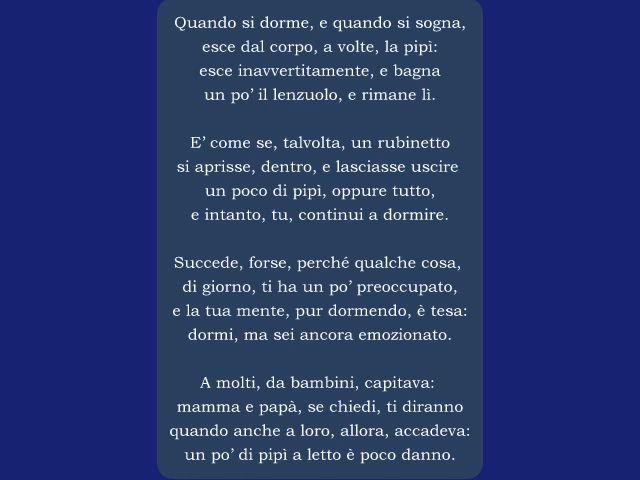 Quando si dorme, e quando si sogna,
esce dal corpo, a volte, la pipì:
esce inavvertitamente, e bagna
un po’ il lenzuolo, e rimane lì.
E’ come se, talvolta, un rubinetto
si aprisse, dentro, e lasciasse uscire
un poco di pipì, oppure tutto,
e intanto, tu, continui a dormire.
Succede, forse, perché qualche cosa,
di giorno, ti ha un po’ preoccupato,
e la tua mente, pur dormendo, è tesa:
dormi, ma sei ancora emozionato.
A molti, da bambini, capitava:
mamma e papà, se chiedi, ti diranno
quando anche a loro, allora, accadeva:
un po’ di pipì a letto è poco danno.